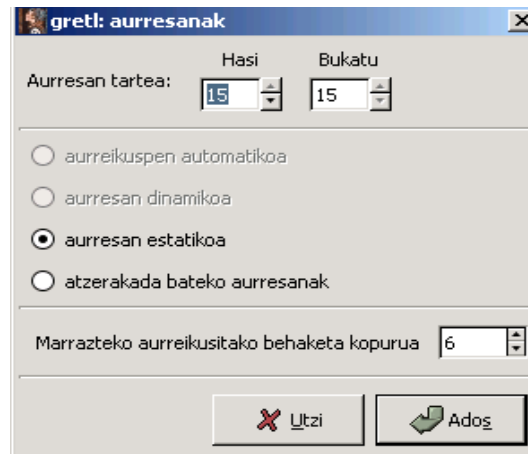 gretl: aurresanak
Hasi Bukatu
Aurresan tartea: 15 15
aurreikuspen automatikoa
aurresan dinamikoa
aurresan estatikoa
atzerakada bateko aurresanak
Marrazteko aurreikusitako behaketa kopurua 6
Utzi Ados